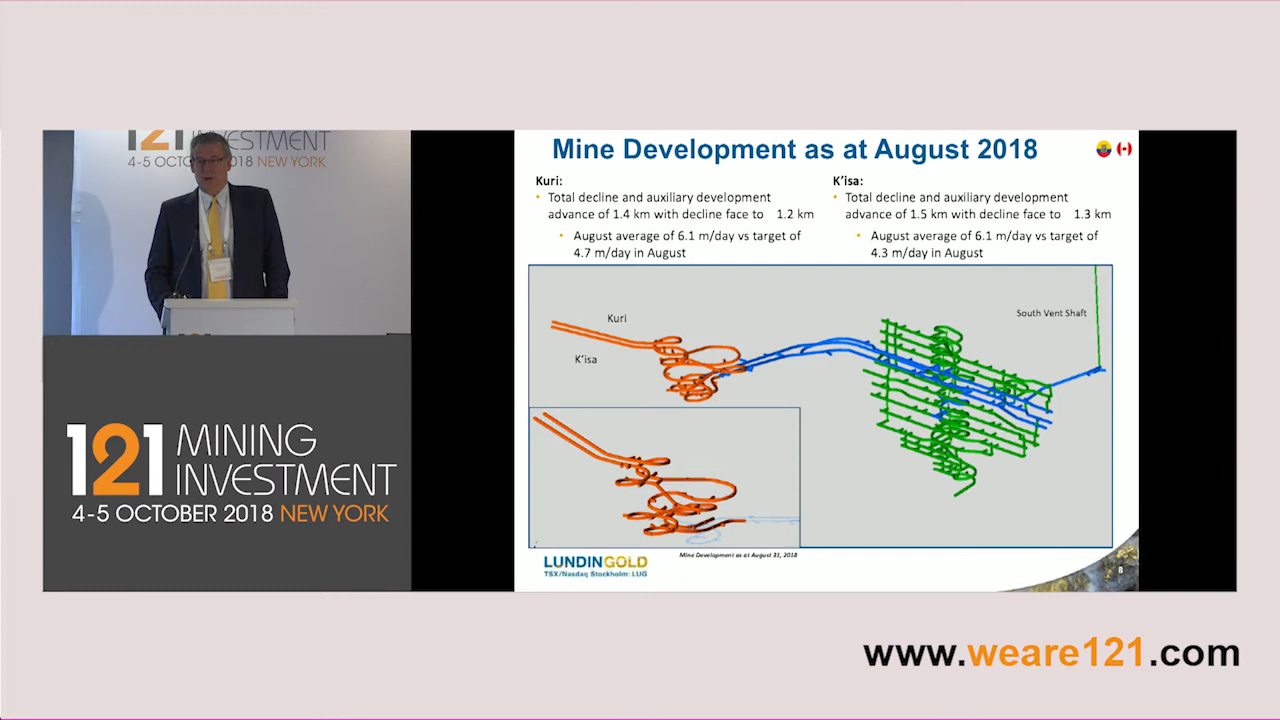 121 INVESTMENT
4-5 OCTO 018 NEW YORK
121 MINING
INVESTMENT
4-5 OCTOBER 2018 NEW YORK
Mine Development as at August 2018
Kuri:
• Total decline and auxiliary development
advance of 1.4 km with decline face to 1.2 km
• August average of 6.1 m/day vs target of
4.7 m/day in August
K'isa:
• Total decline and auxiliary development
advance of 1.5 km with decline face to 1.3 km
• August average of 6.1 m/day vs target of
4.3 m/day in August
South Vent Shaft
Kuri
K'isa
Mine Development as at August 31, 2018
LUNDINGOLD
TSX/Nasdaq Stockholm: LUG
8
www.weare121.com